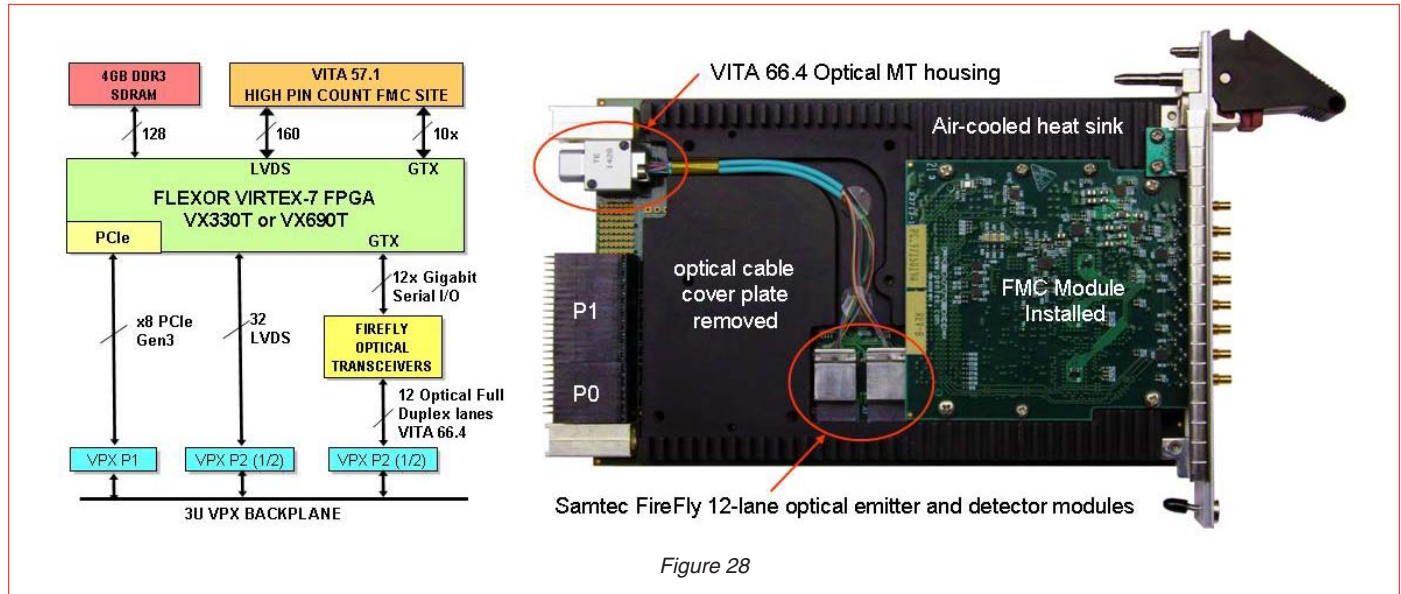 4GB DDR3
SDRAM
VITA 57.1
HIGH PIN COUNT FMC SITE
128
160
10x
LVDS
GTX
FLEXOR VIRTEX-7 FPGA
VX330T or VX690T
PCIe
GTX
12x Gigabit
Serial I/O
x8 PCIe
Gen3
32
LVDS
FIREFLY
OPTICAL
TRANSCEIVERS
12 Optical Full
Duplex lanes
VITA 66.4
VPX P1
VPX P2 (1/2)
VPX P2 (1/2)
3U VPX BACKPLANE
VITA 66.4 Optical MT housing
Air-cooled heat sink
TE
1428
optical cable
cover plate
removed
P1
P0
FMC Module
Installed
Samtec FireFly 12-lane optical emitter and detector modules
Figure 28